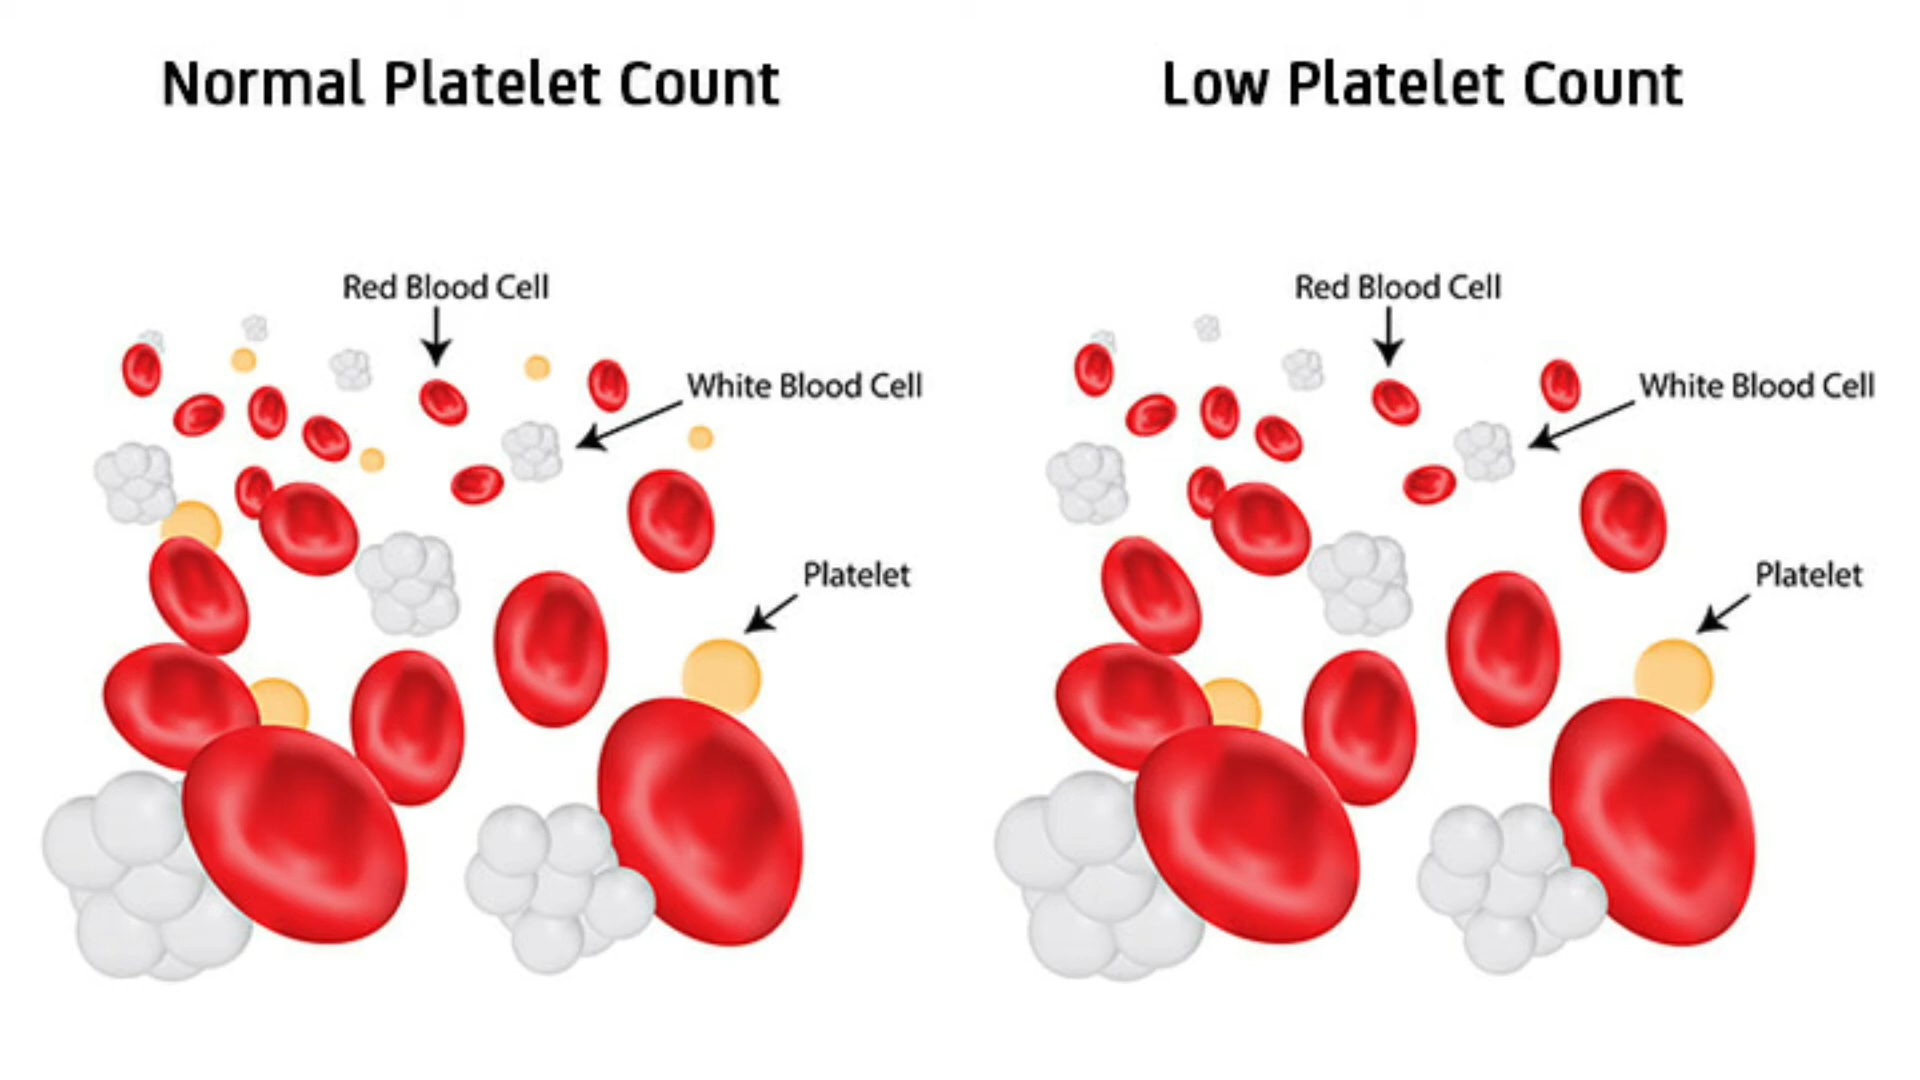 Normal Platelet Count
Red Blood Cell
White Blood Cell
Platelet
Low Platelet Count
Red Blood Cell
White Blood Cell
Platelet